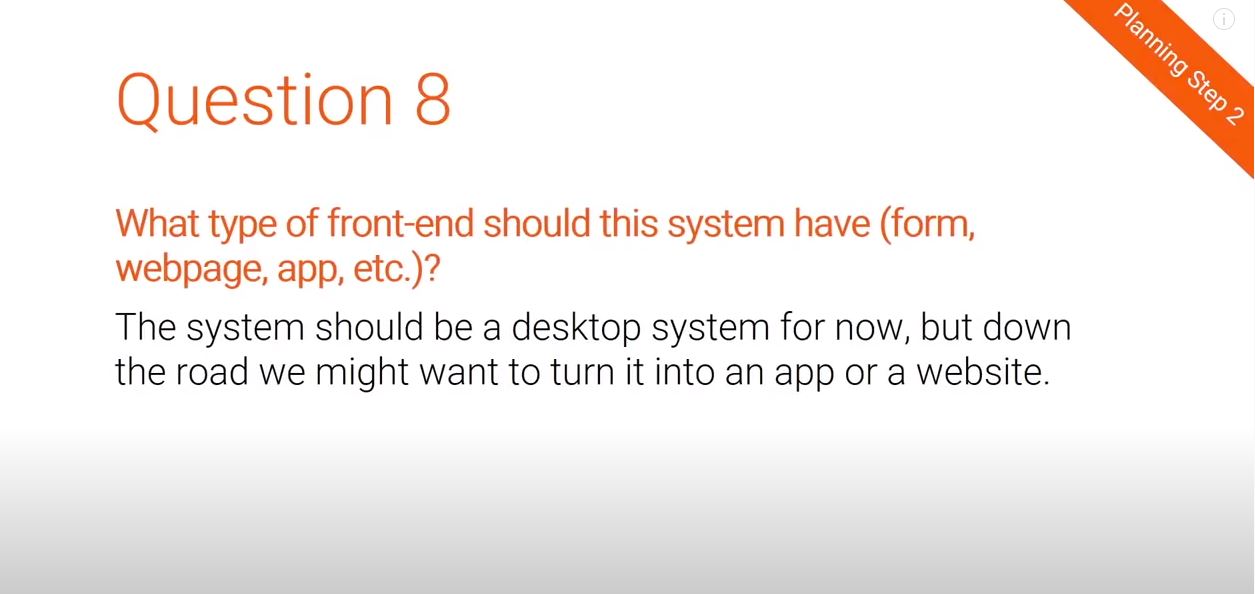 Planning Step 2
Question 8
What type of front-end should this system have (form,
webpage, app, etc.)?
The system should be a desktop system for now, but down
the road we might want to turn it into an app or a website.